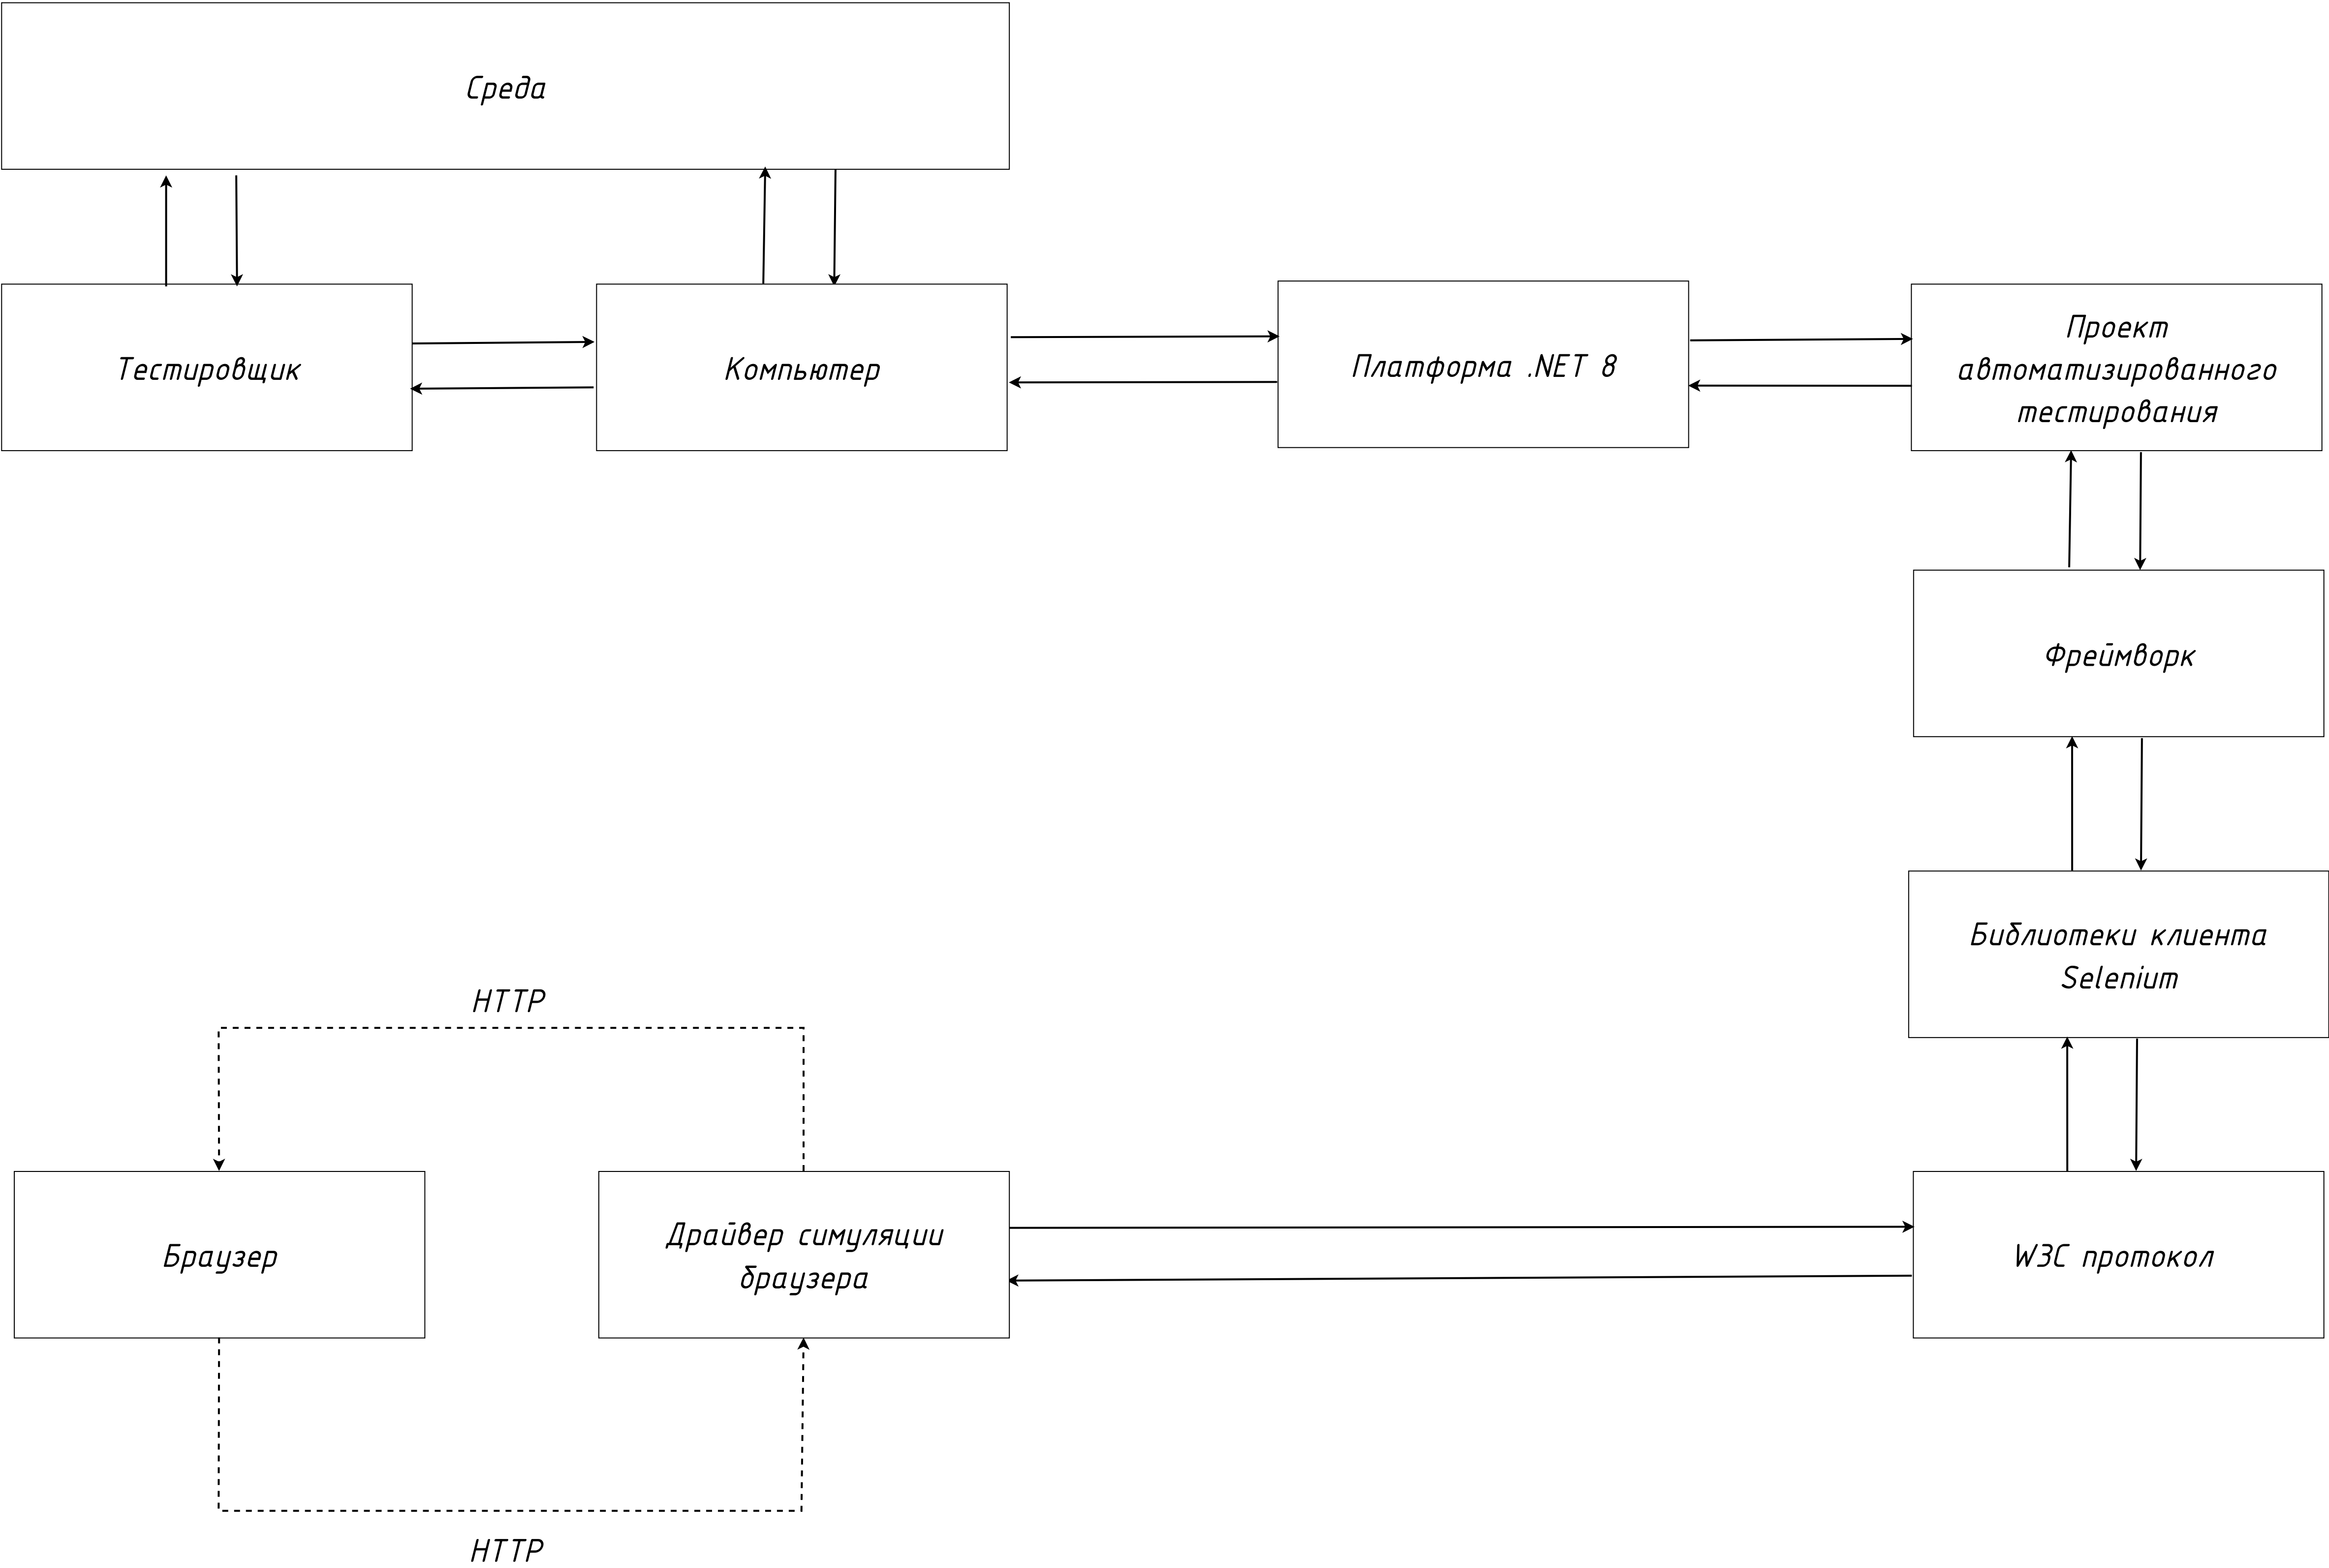 Среда
Тестировщик
Компьютер
Платформа .NET 8
Проект
автоматизированного
тестирования
Фреймворк
Библиотеки клиента
Selenium
HTTP
Браузер
Драйвер симуляции
браузера
W3C протокол
HTTP